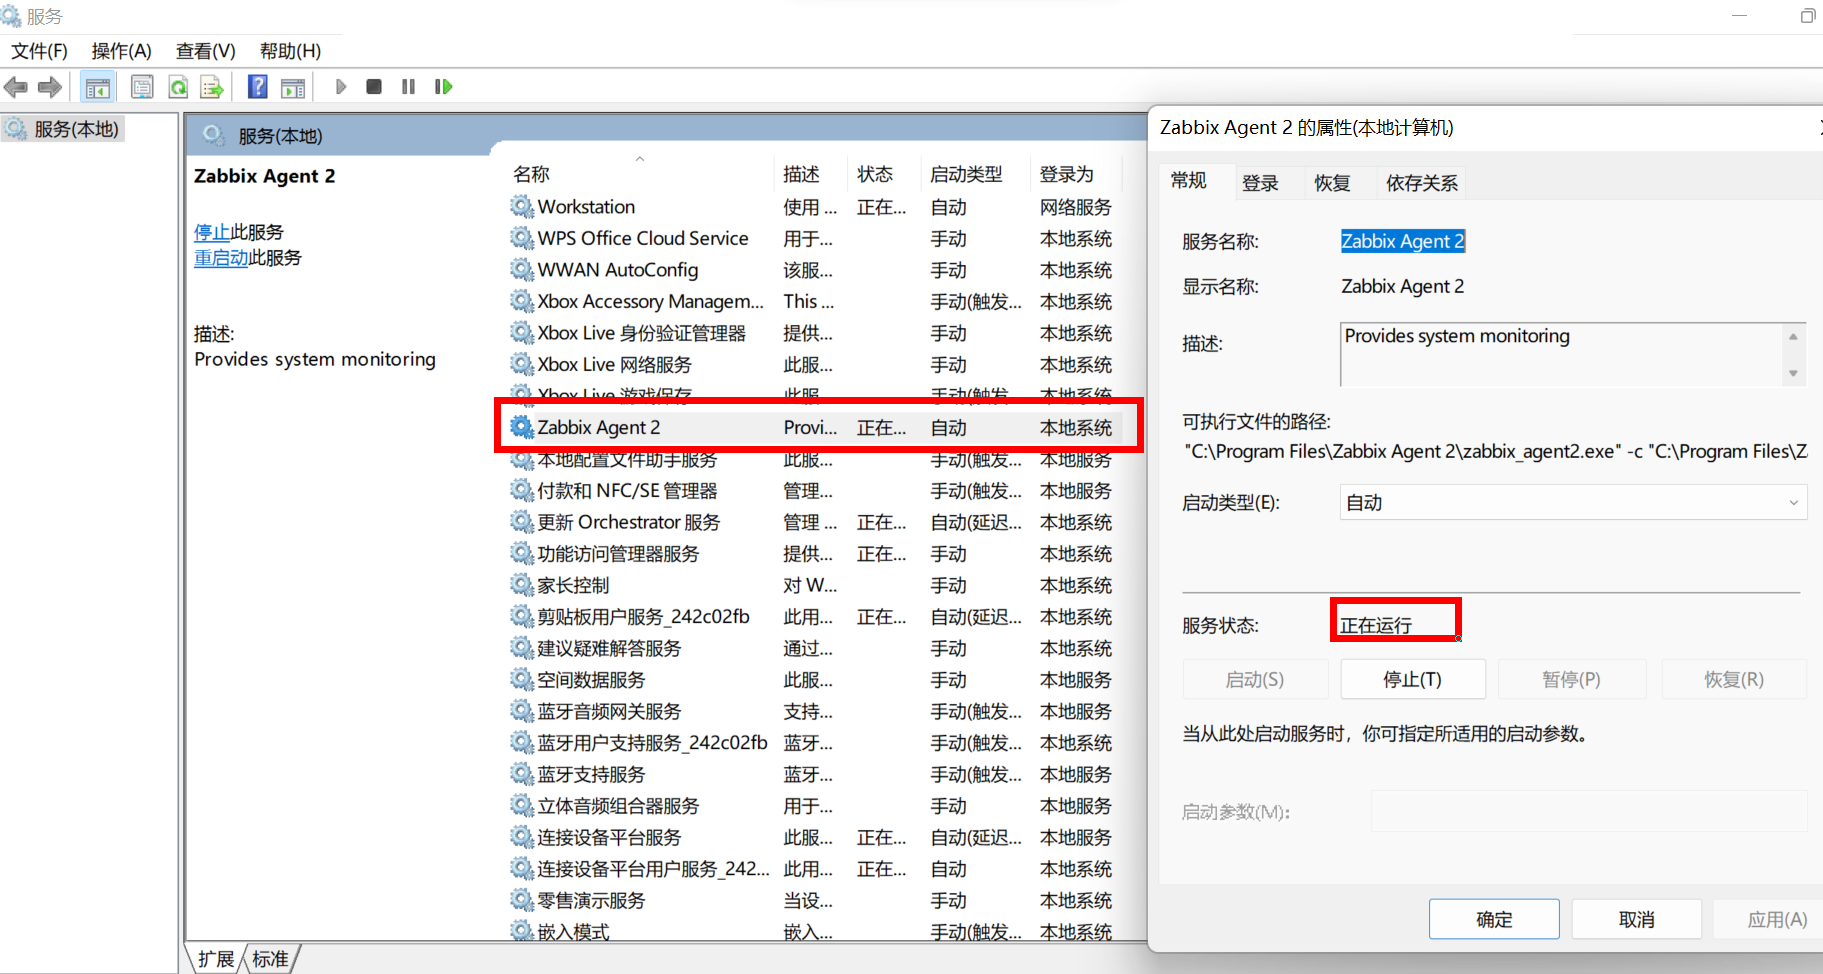 服务
文件(F) 操作(A) 查看(V) 帮助(H)
服务(本地)
服务(本地)
Zabbix Agent 2
停止此服务
重启动此服务
描述:
Provides system monitoring
名称 描述 状态 启动类型 登录为
Workstation 使用 ... 正在... 自动 网络服务
WPS Office Cloud Service 用于... 手动 本地系统
WWAN AutoConfig 该服... 手动 本地系统
Xbox Accessory Managem... This ... 手动(触发... 本地系统
Xbox Live 身份验证管理器 提供... 手动 本地系统
Xbox Live 网络服务 此服... 手动 本地系统
Xbox Live 游戏保存 此服 手动(触发 本地系统
Zabbix Agent 2 Provi... 正在... 自动 本地系统
本地配置文件助手服务 此服... 手动(触发... 本地服务
付款和 NFC/SE 管理器 管理... 手动(触发... 本地服务
更新 Orchestrator 服务 管理 ... 正在... 自动(延迟... 本地系统
功能访问管理器服务 提供... 正在... 手动 本地系统
家长控制 对 W... 手动 本地系统
剪贴板用户服务_242c02fb 此用... 正在... 自动(延迟... 本地系统
建议疑难解答服务 通过... 手动 本地系统
空间数据服务 此服... 手动 本地服务
蓝牙音频网关服务 支持... 手动(触发... 本地服务
蓝牙用户支持服务_242c02fb 蓝牙... 手动(触发... 本地系统
蓝牙支持服务 蓝牙... 手动(触发... 本地服务
立体音频组合器服务 用于... 手动 本地服务
连接设备平台服务 此服... 正在... 自动(延迟... 本地服务
连接设备平台用户服务_242... 此用... 正在... 自动 本地系统
零售演示服务 当设... 手动 本地系统
嵌入模式 嵌入... 手动(触发... 本地系统
扩展 标准
Zabbix Agent 2 的属性(本地计算机)
常规 登录 恢复 依存关系
服务名称: Zabbix Agent 2
显示名称: Zabbix Agent 2
描述: Provides system monitoring
可执行文件的路径:
"C:\Program Files\Zabbix Agent 2\zabbix_agent2.exe" -c "C:\Program Files\Z
启动类型(E): 自动
服务状态: 正在运行
启动(S) 停止(T) 暂停(P) 恢复(R)
当从此处启动服务时，你可指定所适用的启动参数。
启动参数(M):
确定 取消 应用(A)